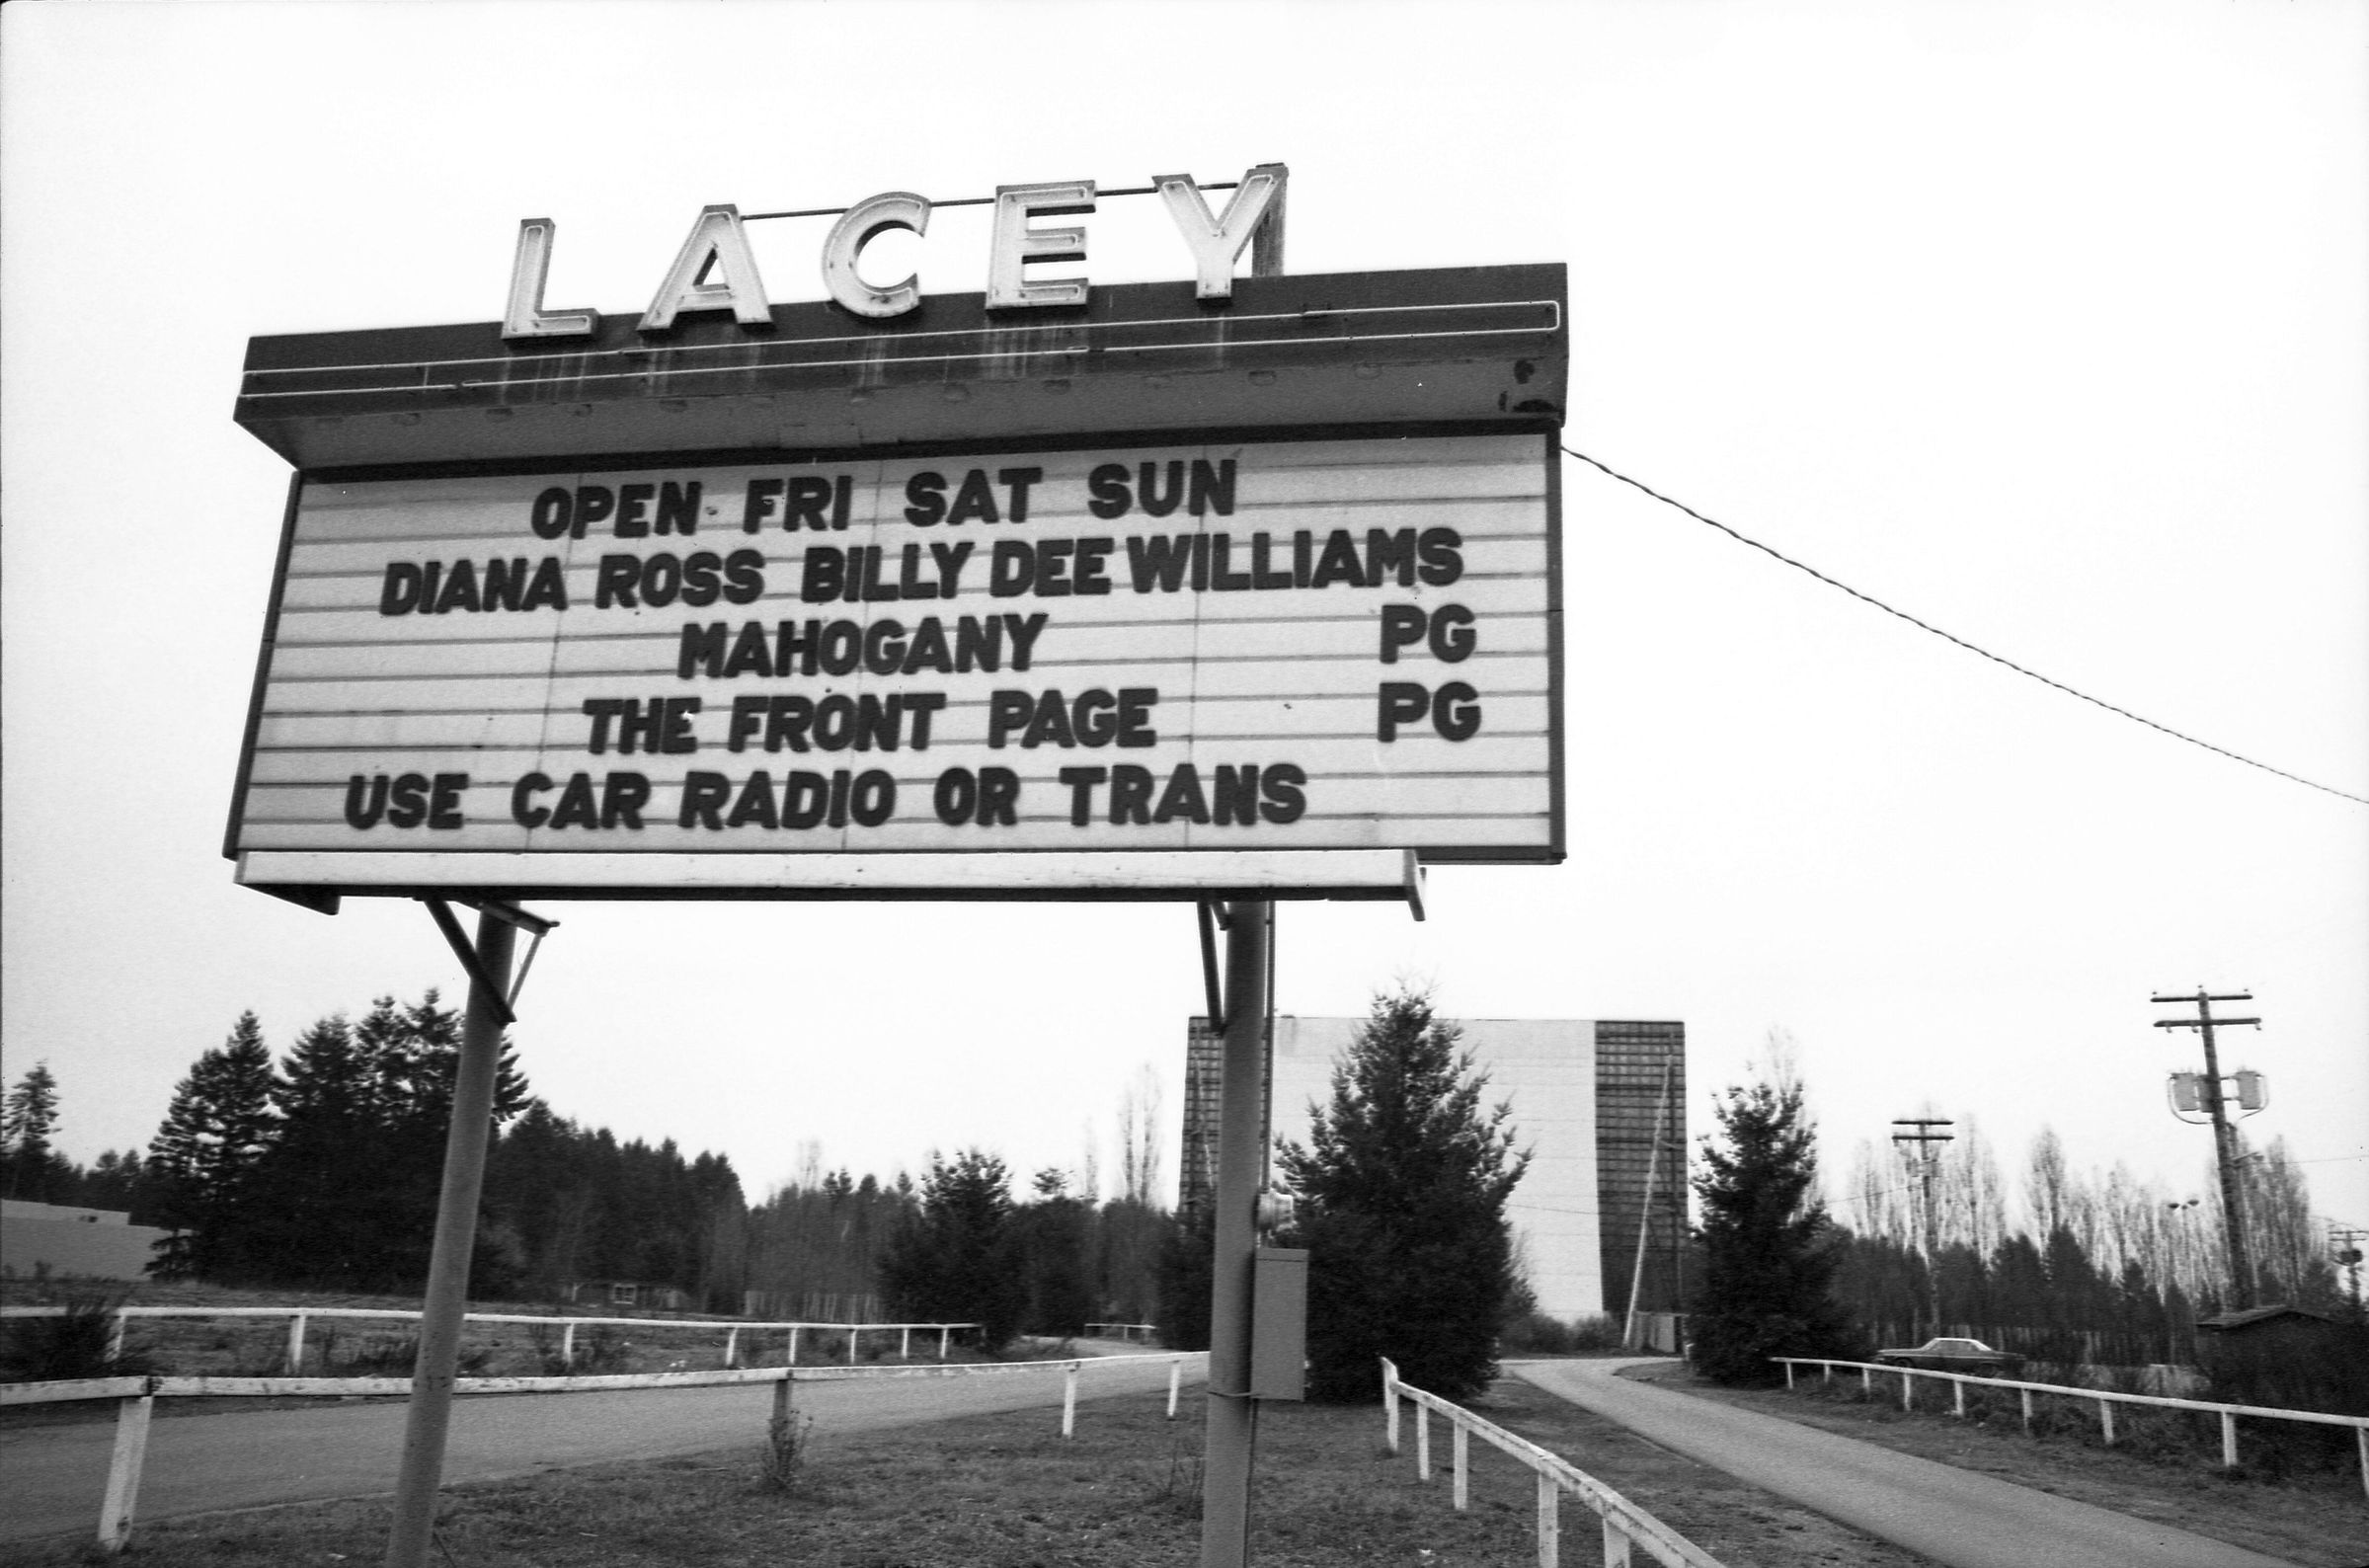 LACEY
OPEN FRI SAT SUN
DIANA ROSS BILLY DEE WILLIAMS
MAHOGANY PG
THE FRONT PAGE PG
USE CAR RADIO OR TRANS